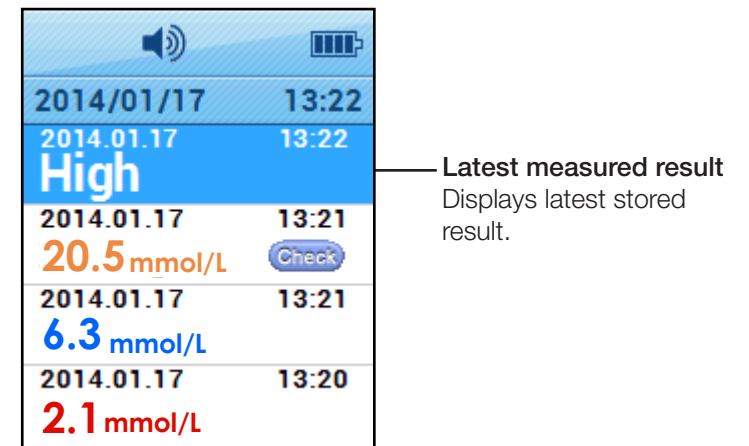 2014/01/17 13:22
2014.01.17 13:22
High
2014.01.17 13:21
20.5 mmol/L Check
2014.01.17 13:21
6.3 mmol/L
2014.01.17 13:20
2.1 mmol/L
Latest measured result
Displays latest stored
result.